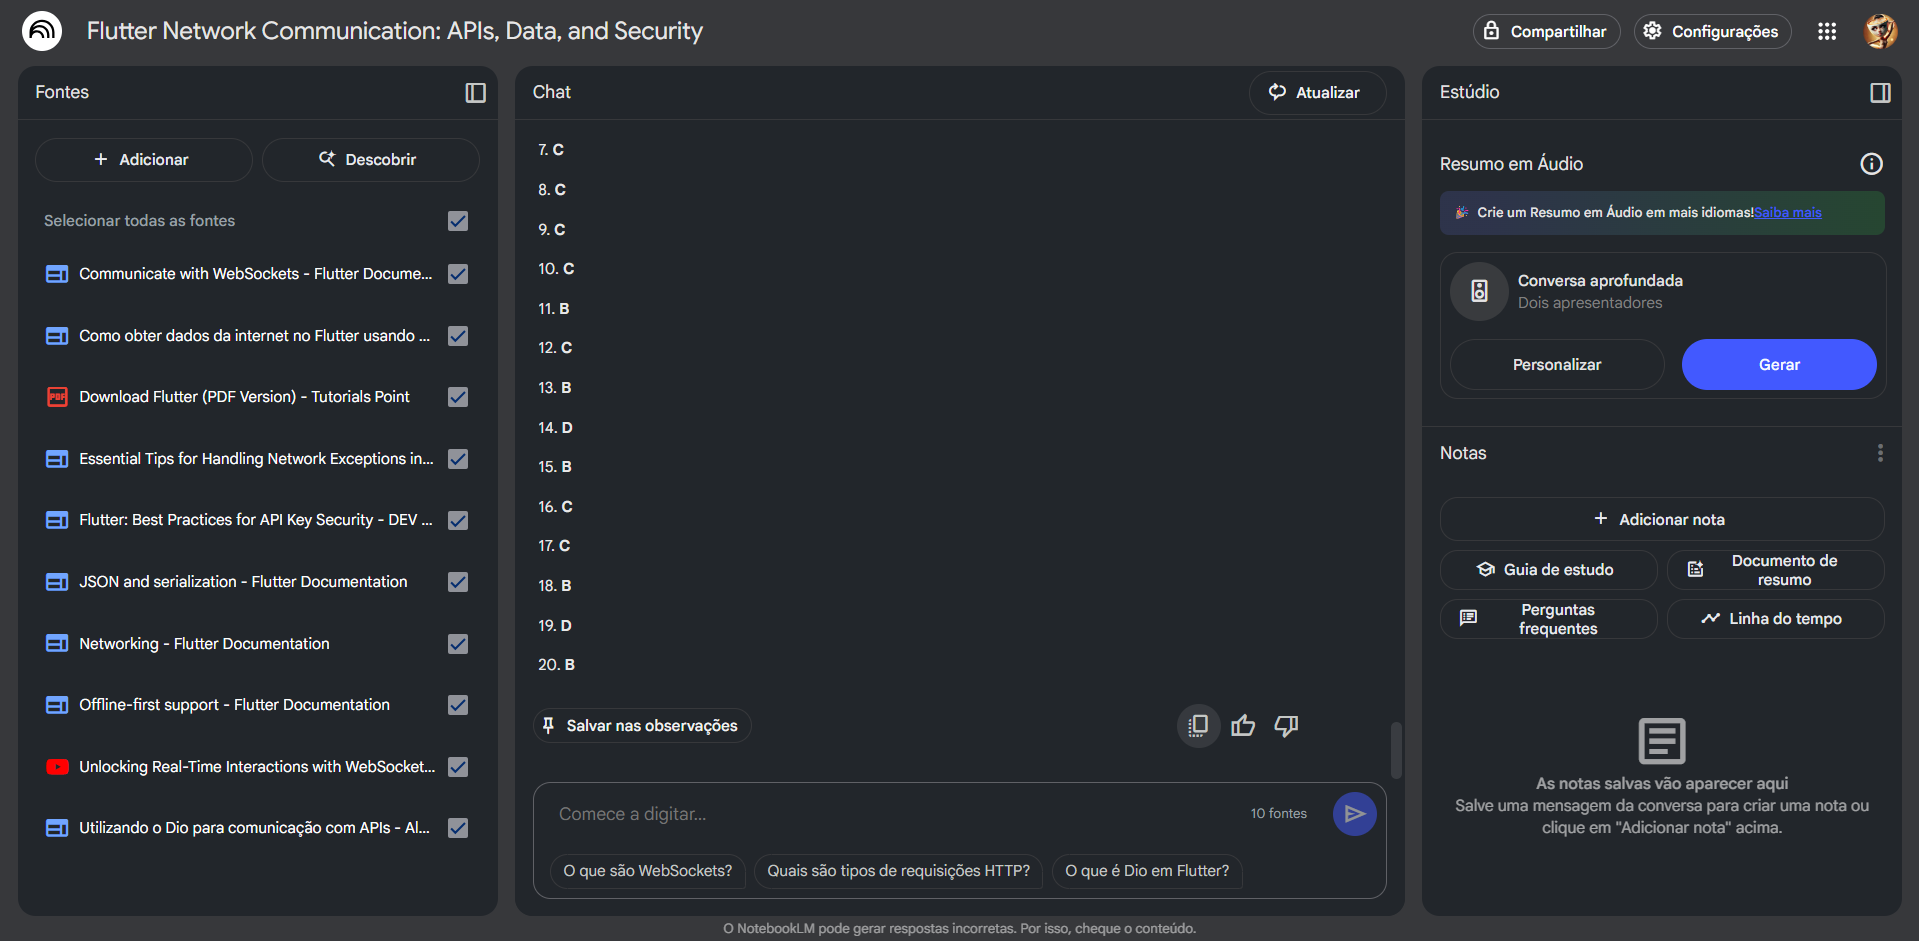 Flutter Network Communication: APIs, Data, and Security
Compartilhar
Configurações
Fontes
Adicionar
Descobrir
Selecionar todas as fontes
Communicate with WebSockets - Flutter Docume...
Como obter dados da internet no Flutter usando ...
PDF
Download Flutter (PDF Version) - Tutorials Point
Essential Tips for Handling Network Exceptions in...
Flutter: Best Practices for API Key Security - DEV ...
JSON and serialization - Flutter Documentation
Networking - Flutter Documentation
Offline-first support - Flutter Documentation
Unlocking Real-Time Interactions with WebSocket...
Utilizando o Dio para comunicação com APIs - Al...
Chat
Atualizar
7. C
8. C
9. C
10. C
11. B
12. C
13. B
14. D
15. B
16. C
17. C
18. B
19. D
20. B
Salvar nas observações
Comece a digitar...
10 fontes
O que são WebSockets?
Quais são tipos de requisições HTTP?
O que é Dio em Flutter?
Estúdio
Resumo em Áudio
🎉 Crie um Resumo em Áudio em mais idiomas!Saiba mais
Conversa aprofundada
Dois apresentadores
Personalizar
Gerar
Notas
Adicionar nota
Guia de estudo
Documento de
resumo
Perguntas
frequentes
Linha do tempo
As notas salvas vão aparecer aqui
Salve uma mensagem da conversa para criar uma nota ou
clique em "Adicionar nota" acima.
O NotebookLM pode gerar respostas incorretas. Por isso, cheque o conteúdo.